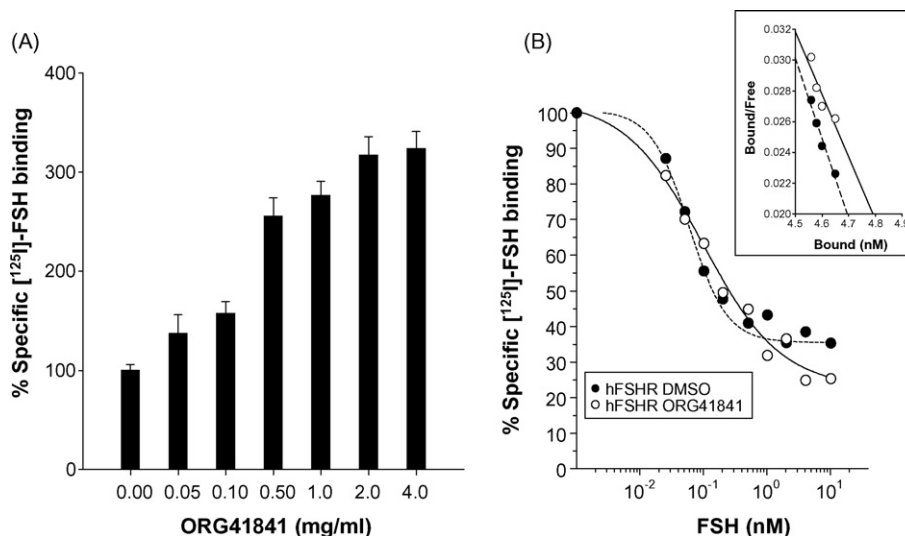 (A)
400
300
200
100
0
% Specific [¹²⁵I]-FSH binding
0.00 0.05 0.10 0.50 1.0 2.0 4.0
ORG41841 (mg/ml)
(B)
100
90
80
70
60
50
40
30
20
10
0
% Specific [¹²⁵I]-FSH binding
hFSHR DMSO
hFSHR ORG41841
10⁻² 10⁻¹ 10⁰ 10¹
FSH (nM)
0.032
0.030
0.028
0.026
0.024
0.022
0.020
Bound/Free
4.5 4.6 4.7 4.8 4.9
Bound (nM)